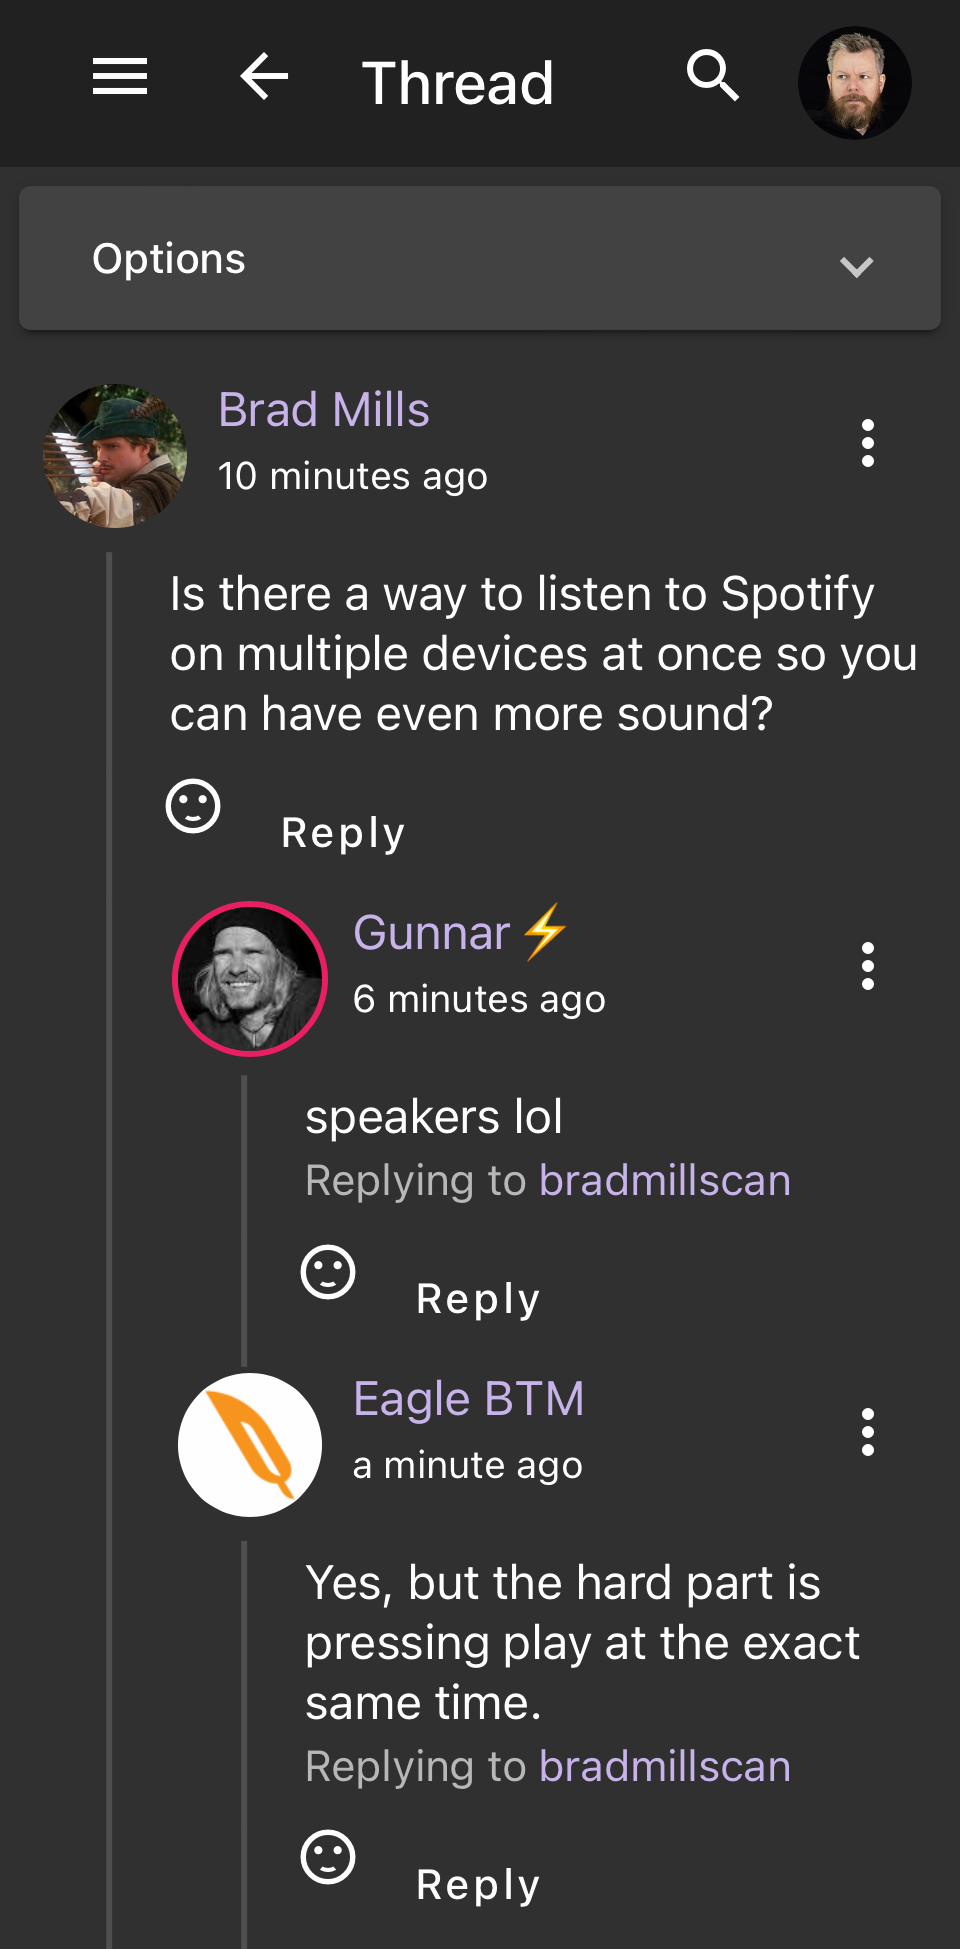 Thread
Options
Brad Mills
10 minutes ago
Is there a way to listen to Spotify
on multiple devices at once so you
can have even more sound?
Reply
Gunnar⚡
6 minutes ago
speakers lol
Replying to bradmillscan
Reply
Eagle BTM
a minute ago
Yes, but the hard part is
pressing play at the exact
same time.
Replying to bradmillscan
Reply